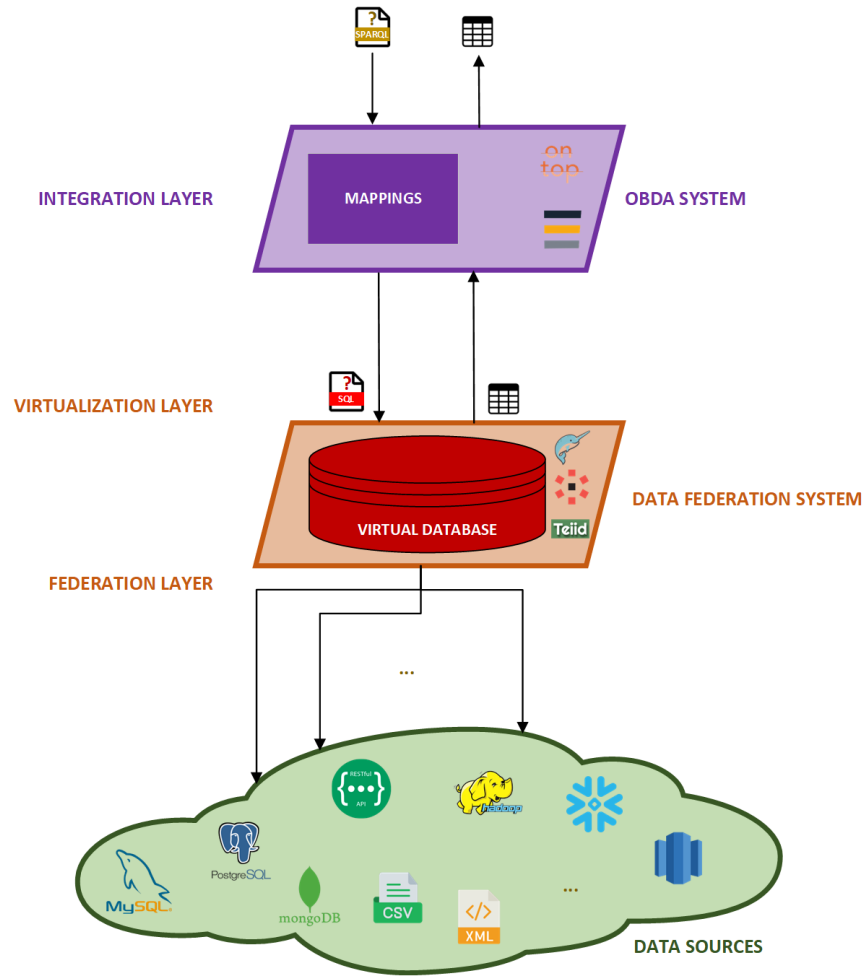 ?
SPARQL
on
top
INTEGRATION LAYER
MAPPINGS
OBDA SYSTEM
?
SQL
VIRTUALIZATION LAYER
VIRTUAL DATABASE
Teiid
DATA FEDERATION SYSTEM
FEDERATION LAYER
...
RESTful
{•••}
API
hadoop
PostgreSQL
MySQL
mongoDB
CSV
</>
XML
...
DATA SOURCES